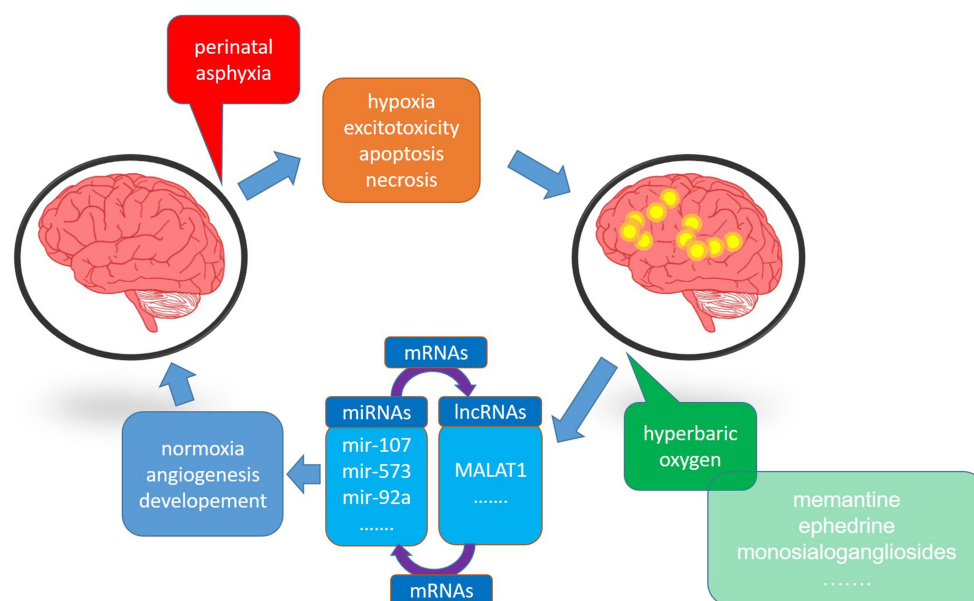 perinatal
asphyxia
hypoxia
excitotoxicity
apoptosis
necrosis
mRNAs
miRNAs
lncRNAs
mir-107
mir-573
mir-92a
.......
MALAT1
.......
mRNAs
normoxia
angiogenesis
developement
hyperbaric
oxygen
memantine
ephedrine
monosialogangliosides
.......